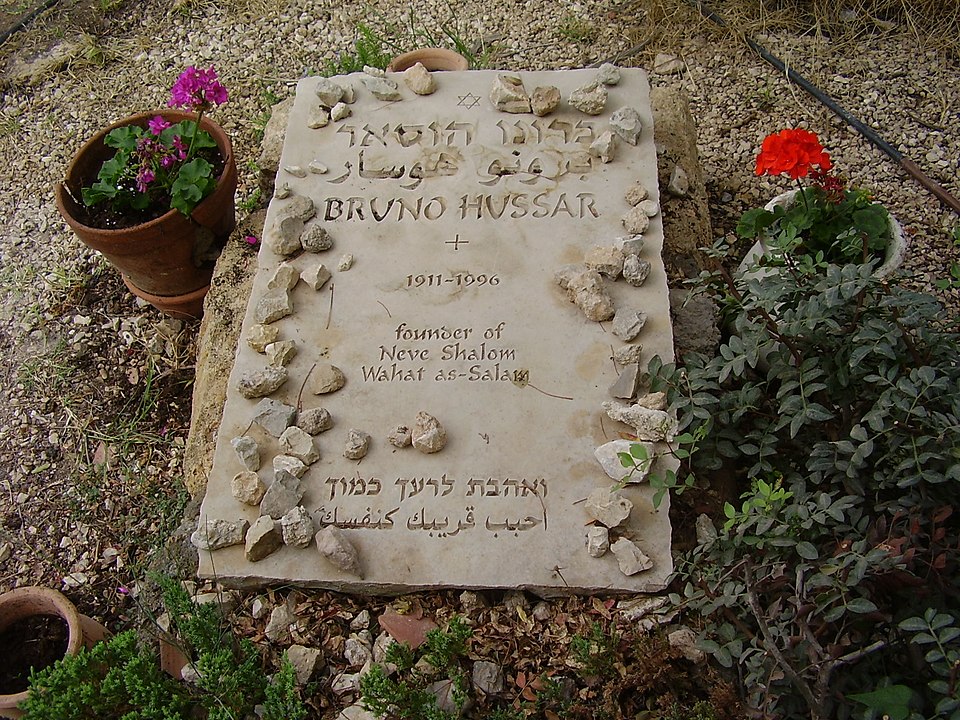 ברונו הוסאר
برونو هوسار
BRUNO HUSSAR
1911-1996
founder of
Neve Shalom
Wahat as-Salam
ואהבת לרעך כמוך
احبب قريبك كنفسك